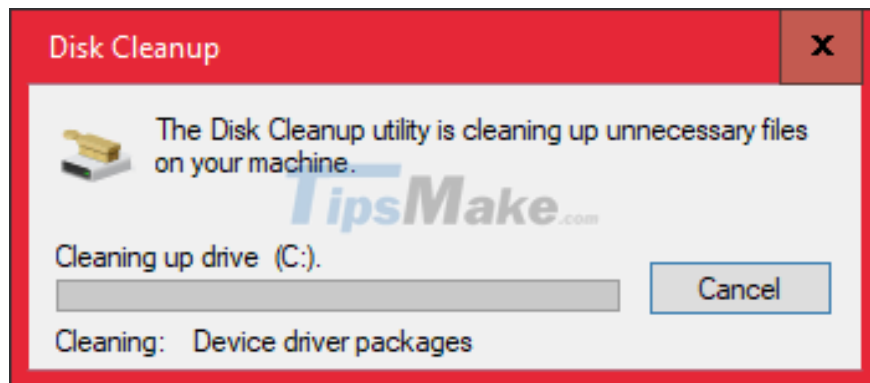 Disk Cleanup
X
The Disk Cleanup utility is cleaning up unnecessary files
on your machine.
TipsMake.com
Cleaning up drive (C:).
Cancel
Cleaning: Device driver packages